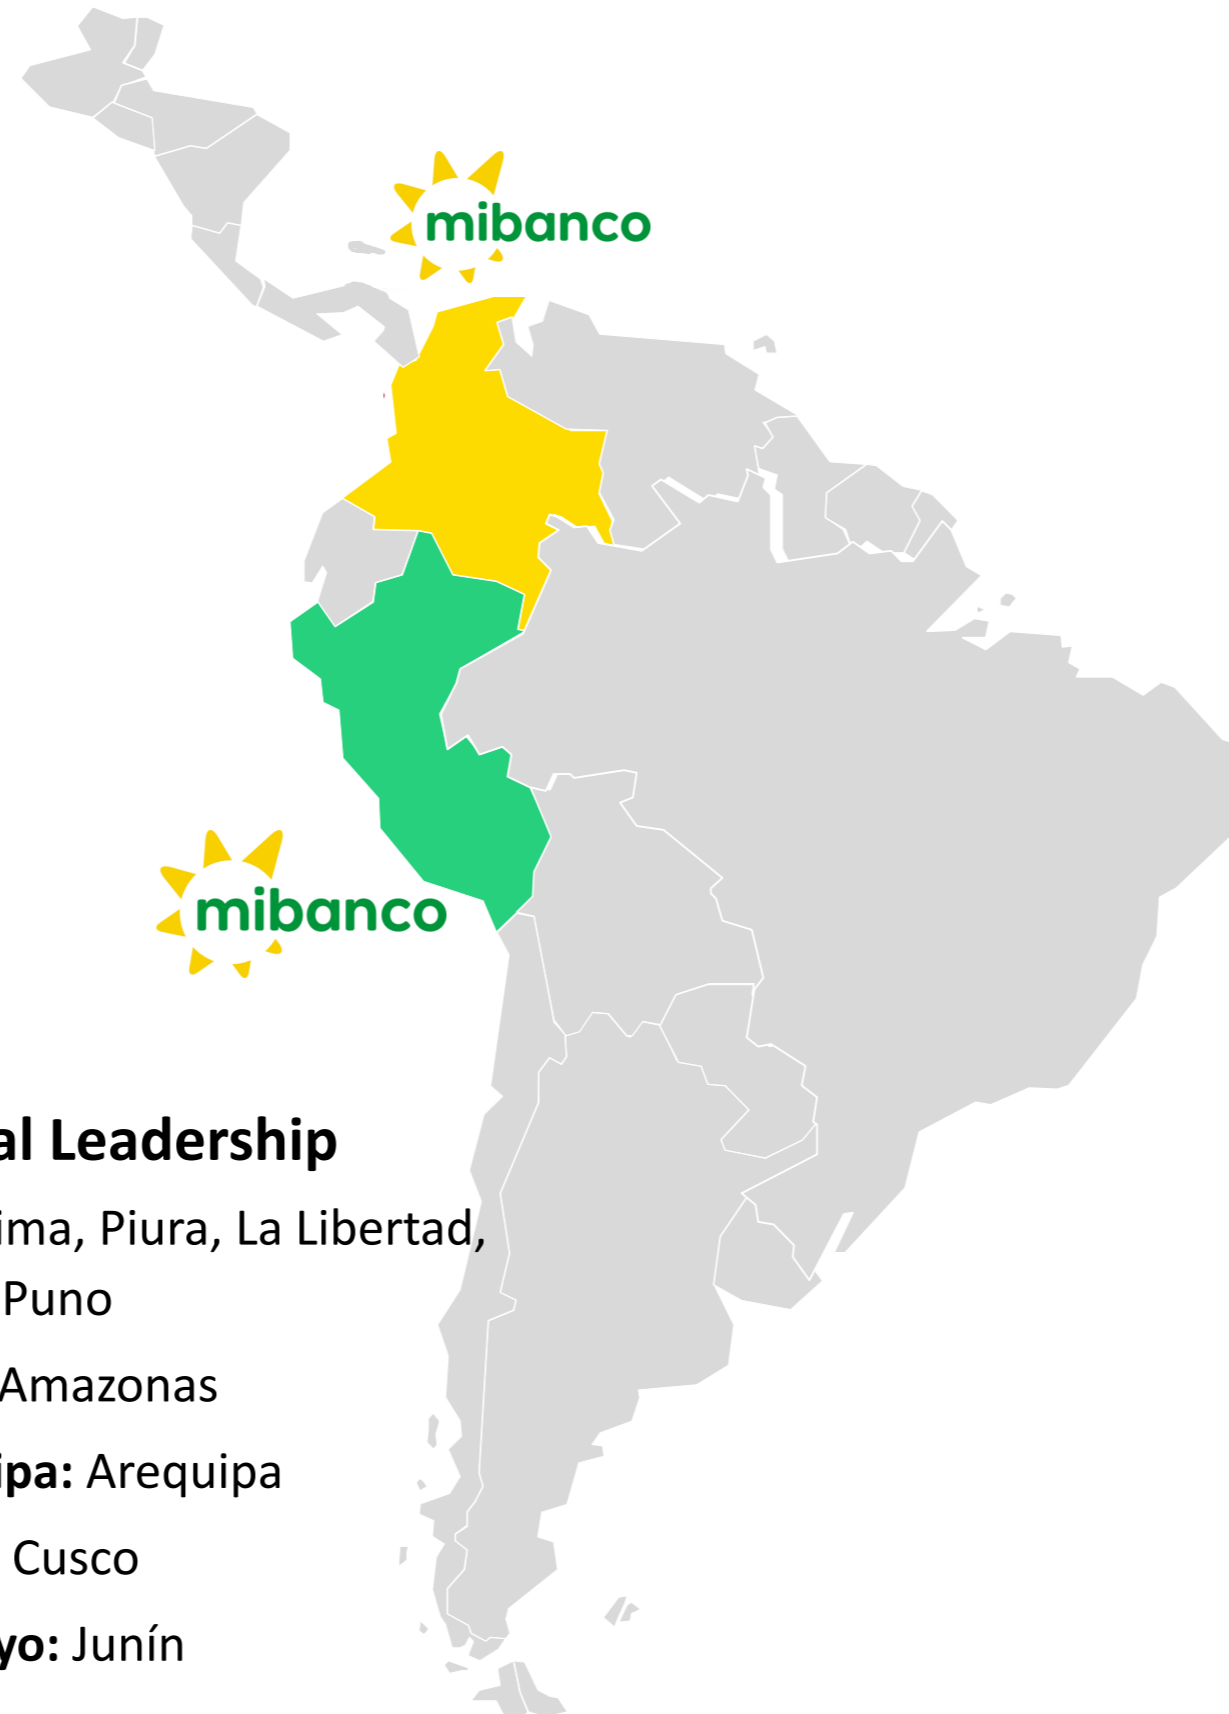 mibanco
mibanco
al Leadership
ima, Piura, La Libertad,
Puno
Amazonas
ipa: Arequipa
Cusco
yo: Junín